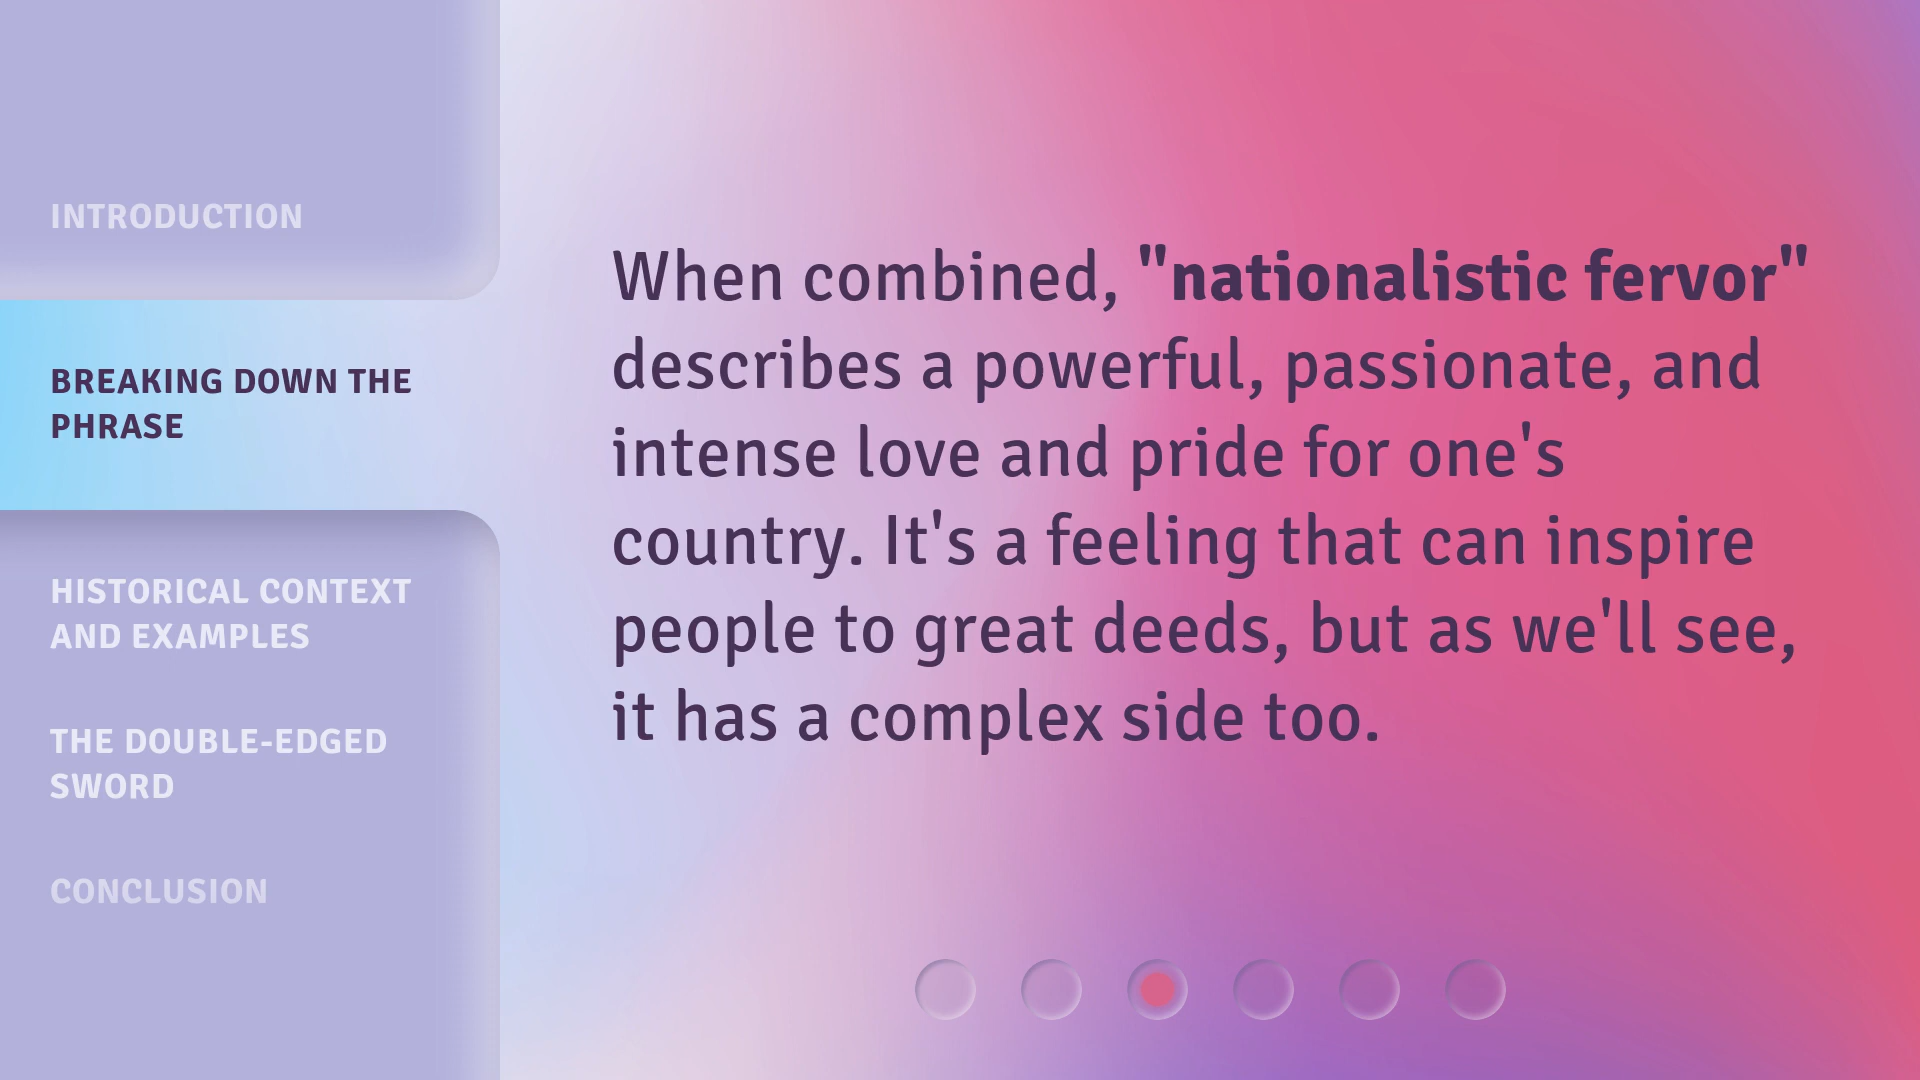 INTRODUCTION
BREAKING DOWN THE
PHRASE
HISTORICAL CONTEXT
AND EXAMPLES
THE DOUBLE-EDGED
SWORD
CONCLUSION
When combined, "nationalistic fervor"
describes a powerful, passionate, and
intense love and pride for one's
country. It's a feeling that can inspire
people to great deeds, but as we'll see,
it has a complex side too.